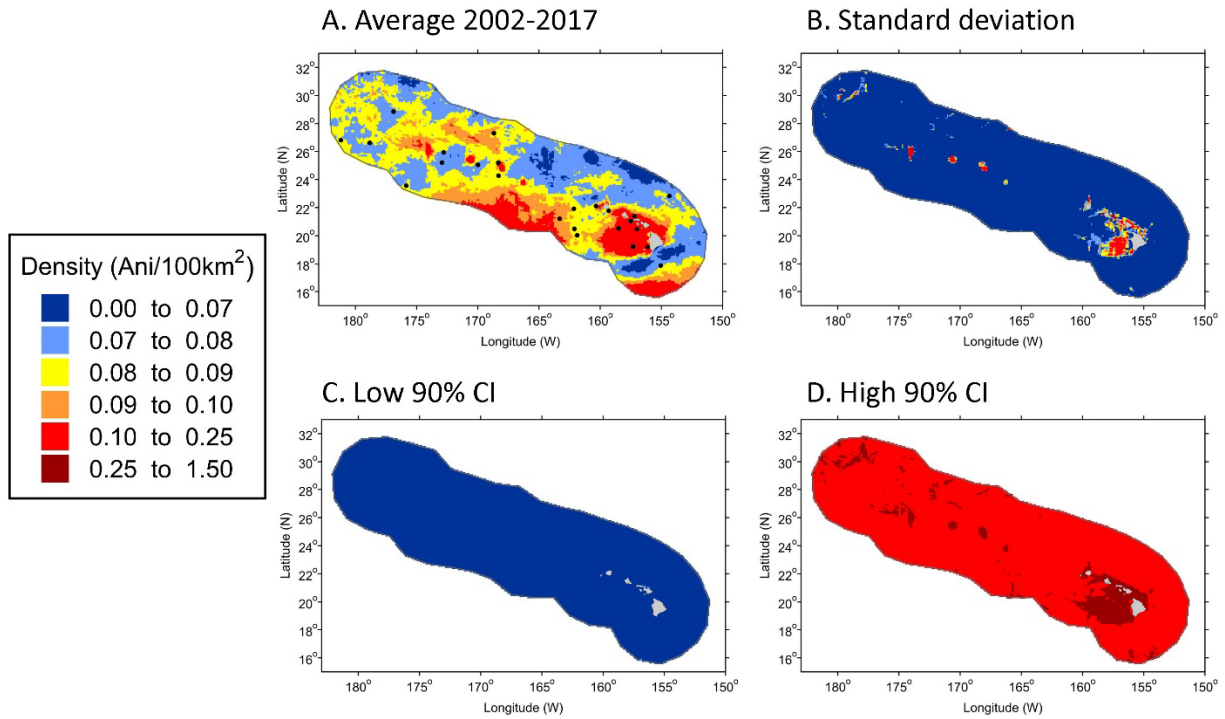 A. Average 2002-2017
32°
30°
28°
26°
24°
22°
20°
18°
16°
Latitude (N)
180° 175° 170° 165° 160° 155° 150°
Longitude (W)
B. Standard deviation
32°
30°
28°
26°
24°
22°
20°
18°
16°
Latitude (N)
180° 175° 170° 165° 160° 155° 150°
Longitude (W)
Density (Ani/100km²)
0.00 to 0.07
0.07 to 0.08
0.08 to 0.09
0.09 to 0.10
0.10 to 0.25
0.25 to 1.50
C. Low 90% CI
32°
30°
28°
26°
24°
22°
20°
18°
16°
Latitude (N)
180° 175° 170° 165° 160° 155° 150°
Longitude (W)
D. High 90% CI
32°
30°
28°
26°
24°
22°
20°
18°
16°
Latitude (N)
180° 175° 170° 165° 160° 155° 150°
Longitude (W)